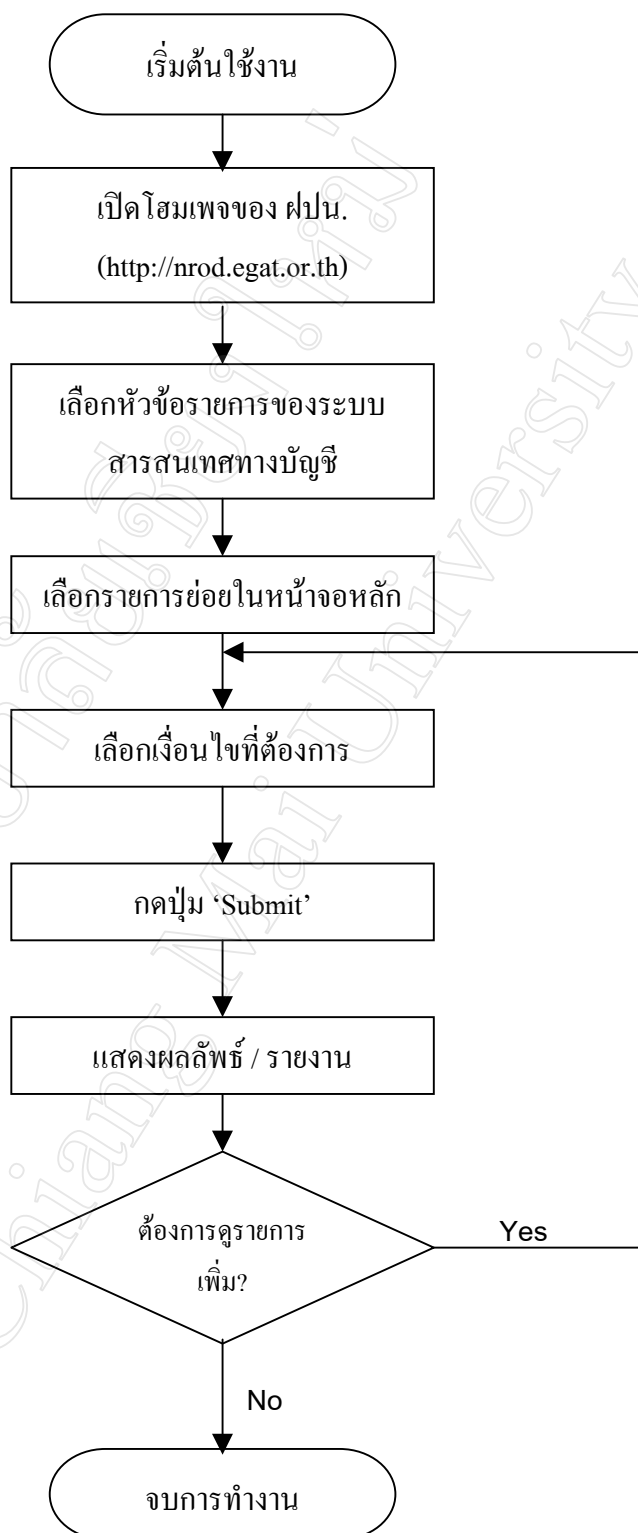 เริ่มต้นใช้งาน
เปิดโฮมเพจของ ฝปน.
(http://nrod.egat.or.th)
เลือกหัวข้อรายการของระบบ
สารสนเทศทางบัญชี
เลือกรายการย่อยในหน้าจอหลัก
เลือกเงื่อนไขที่ต้องการ
กดปุ่ม ‘Submit’
แสดงผลลัพธ์ / รายงาน
ต้องการดูรายการ
เพิ่ม?
Yes
No
จบการทำงาน
Chiang Mai University